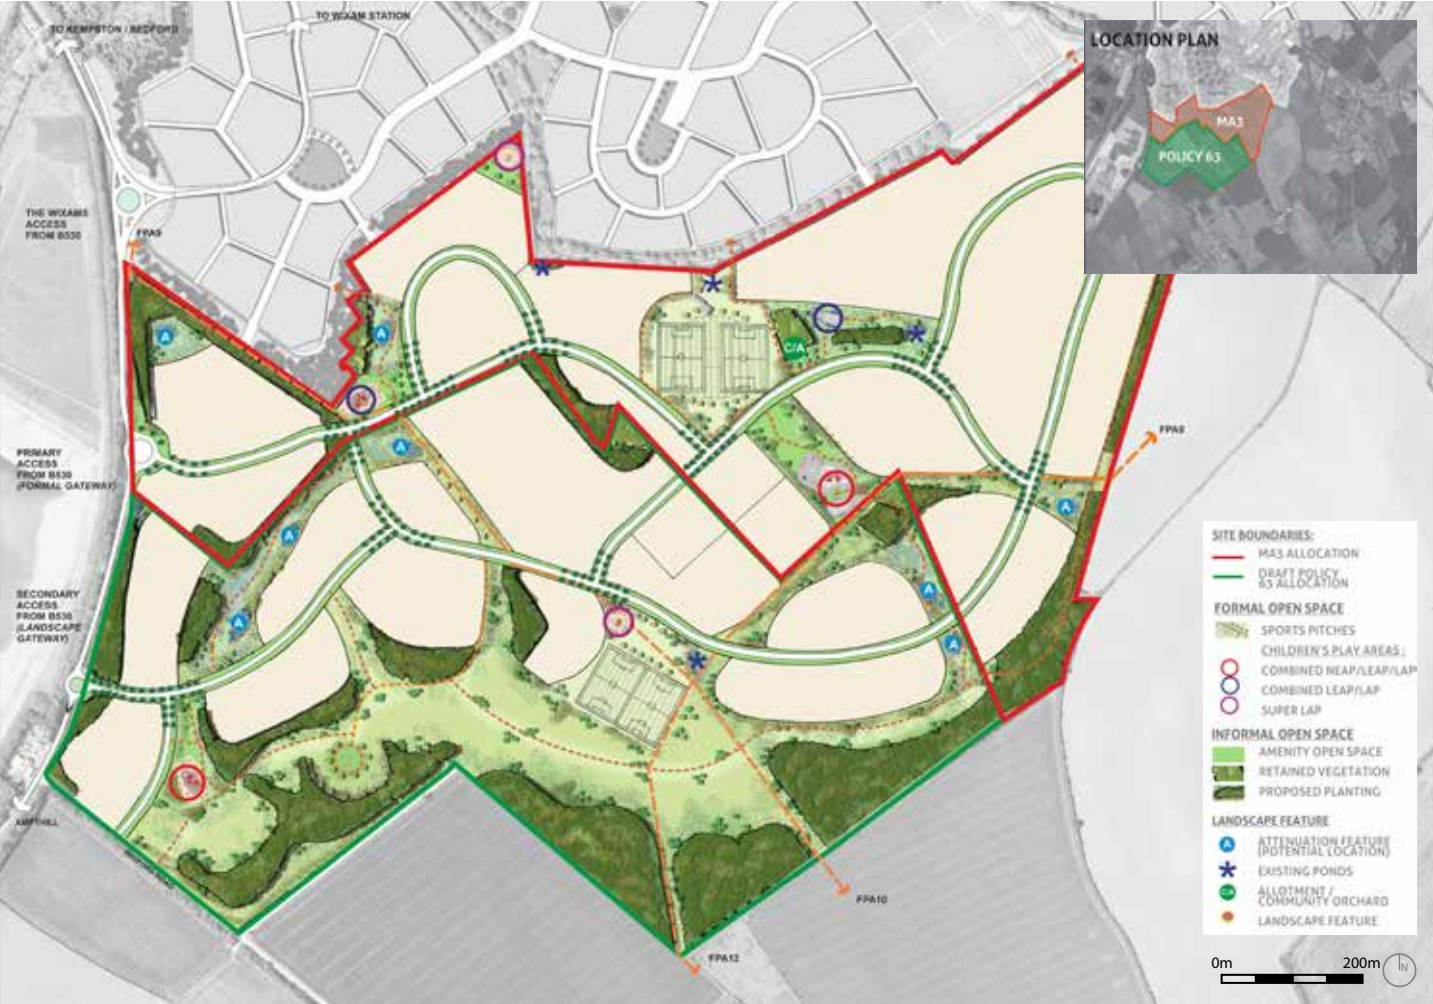 TO KEMPSTON / BEDFORD
TO WIXAM STATION
LOCATION PLAN
MA3
POLICY 63
THE WIXAMS
ACCESS
FROM B530
FPA9
A
A
C/A
A
PRIMARY
ACCESS
FROM B530
(FORMAL GATEWAY)
FPA8
A
A
SECONDARY
ACCESS
FROM B530
(LANDSCAPE
GATEWAY)
A
A
A
AMPTHILL
FPA10
FPA12
SITE BOUNDARIES:
MA3 ALLOCATION
DRAFT POLICY
63 ALLOCATION
FORMAL OPEN SPACE
SPORTS PITCHES
CHILDREN'S PLAY AREAS :
COMBINED NEAP/LEAP/LAP
COMBINED LEAP/LAP
SUPER LAP
INFORMAL OPEN SPACE
AMENITY OPEN SPACE
RETAINED VEGETATION
PROPOSED PLANTING
LANDSCAPE FEATURE
A
ATTENUATION FEATURE
(POTENTIAL LOCATION)
EXISTING PONDS
C/A
ALLOTMENT /
COMMUNITY ORCHARD
LANDSCAPE FEATURE
0m
200m
N